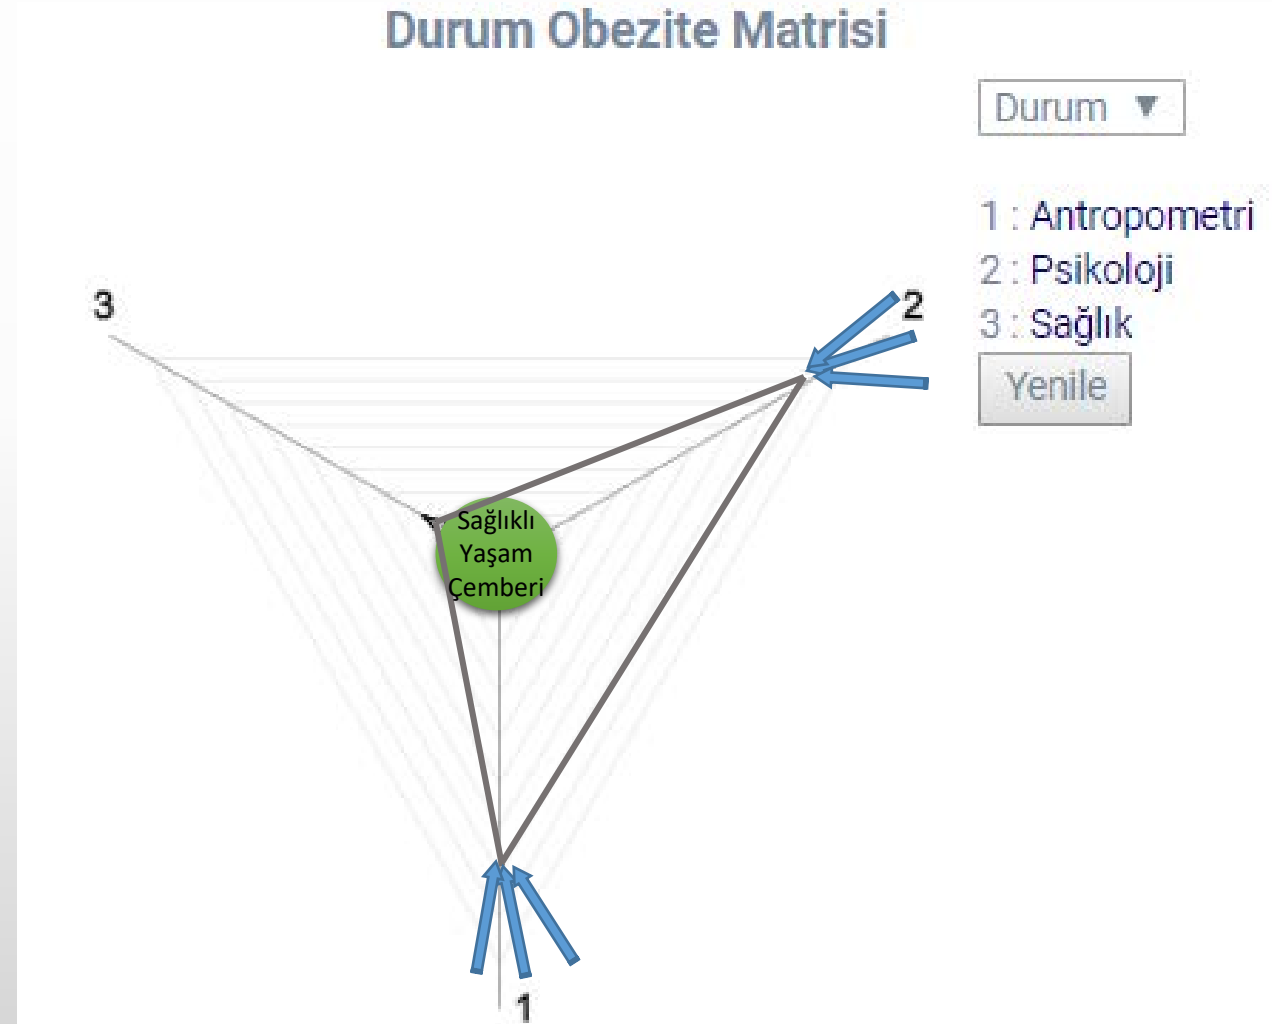 Durum Obezite Matrisi
Durum ▼
1 : Antropometri
2 : Psikoloji
3 : Sağlık
Yenile
3
2
Sağlıklı
Yaşam
Çemberi
1